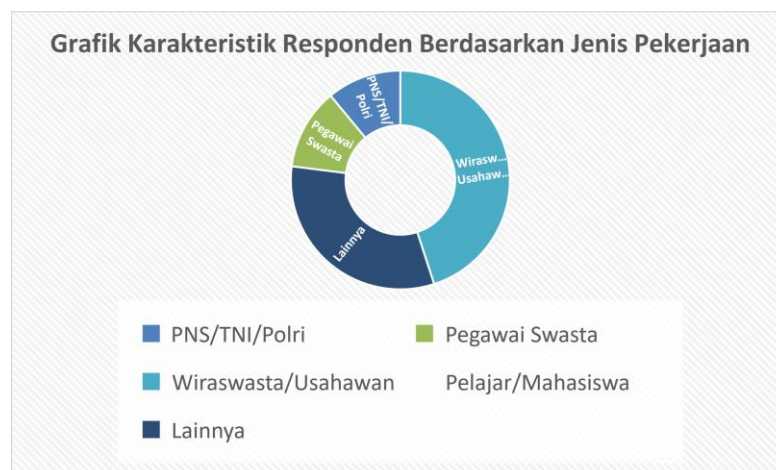 Grafik Karakteristik Responden Berdasarkan Jenis Pekerjaan
PNS/TNI/
Polri
Pegawai
Swasta
Wirasw...
Usahaw...
Lainnya
PNS/TNI/Polri
Pegawai Swasta
Wiraswasta/Usahawan
Pelajar/Mahasiswa
Lainnya